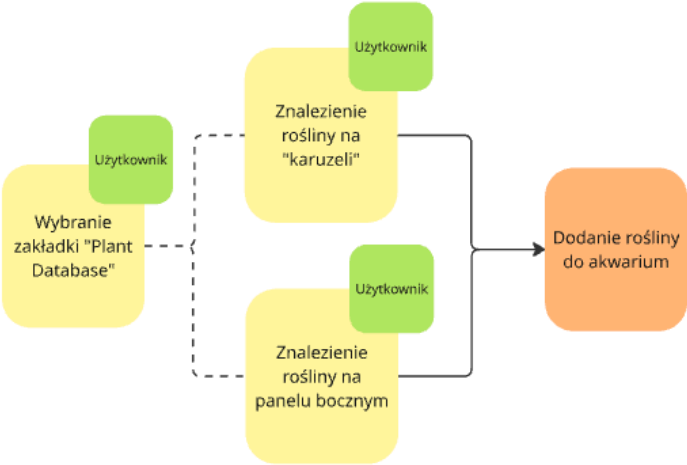 Użytkownik
Wybranie
zakładki "Plant
Database"
Użytkownik
Znalezienie
rośliny na
"karuzeli"
Użytkownik
Znalezienie
rośliny na
panelu bocznym
Dodanie rośliny
do akwarium